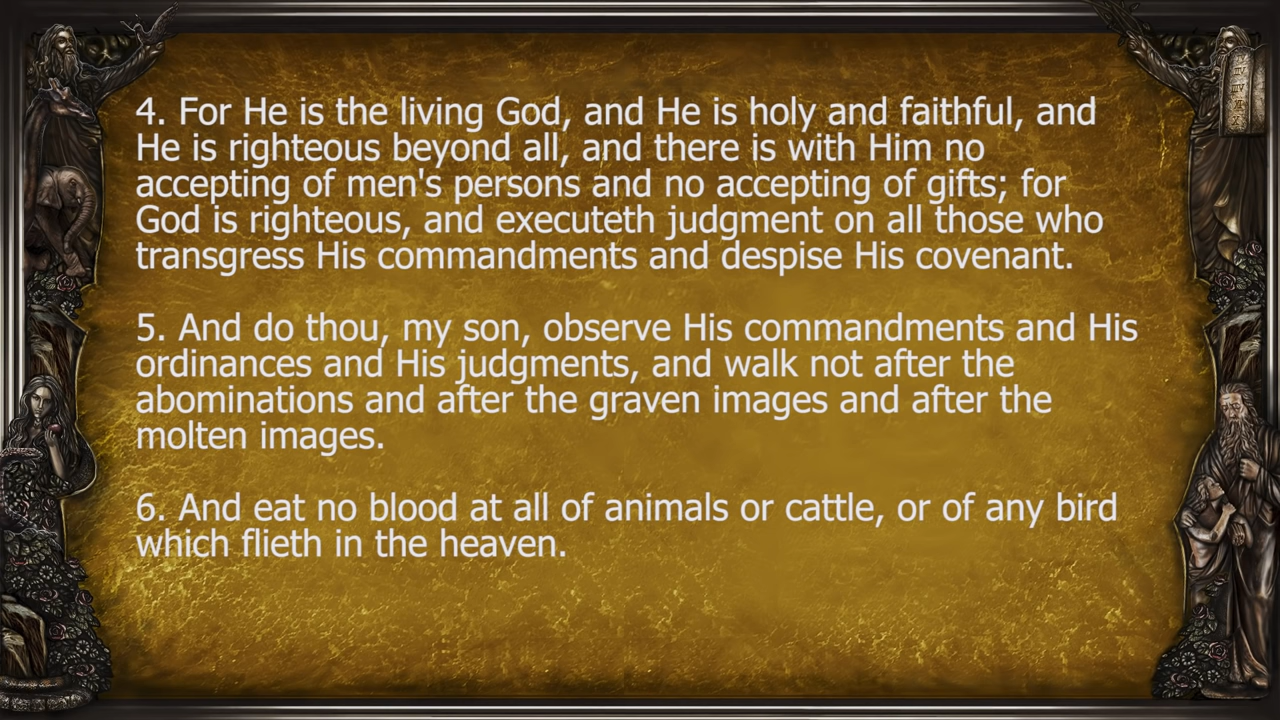 4. For He is the living God, and He is holy and faithful, and
He is righteous beyond all, and there is with Him no
accepting of men's persons and no accepting of gifts; for
God is righteous, and executeth judgment on all those who
transgress His commandments and despise His covenant.
5. And do thou, my son, observe His commandments and His
ordinances and His judgments, and walk not after the
abominations and after the graven images and after the
molten images.
6. And eat no blood at all of animals or cattle, or of any bird
which flieth in the heaven.